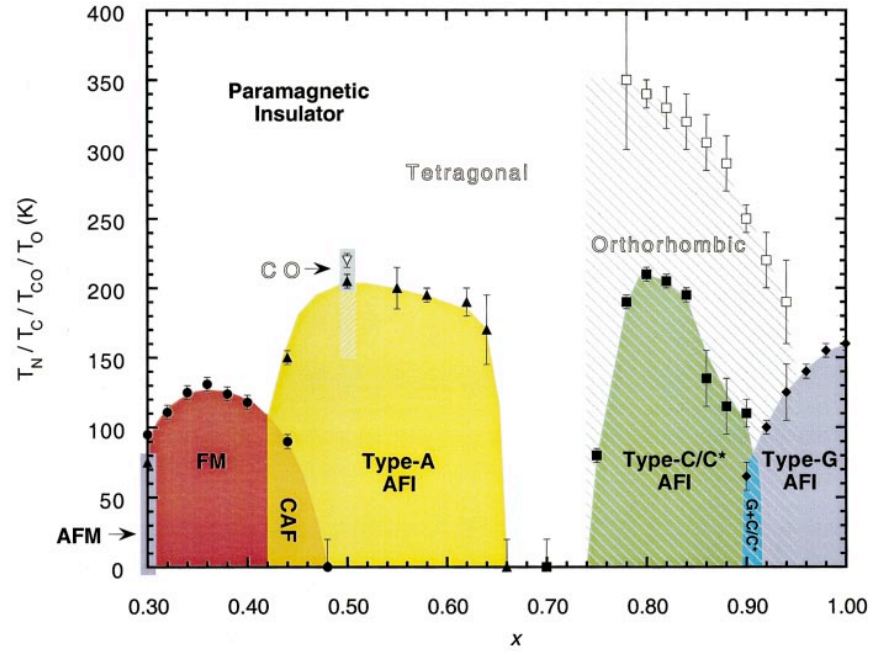 400
350
300
250
200
150
100
50
0
T_N / T_C / T_CO / T_O (K)
Paramagnetic
Insulator
Tetragonal
CO
Orthorhombic
FM
CAF
Type-A
AFI
Type-C/C*
AFI
G+C/C*
Type-G
AFI
AFM
0.30
0.40
0.50
0.60
0.70
0.80
0.90
1.00
x